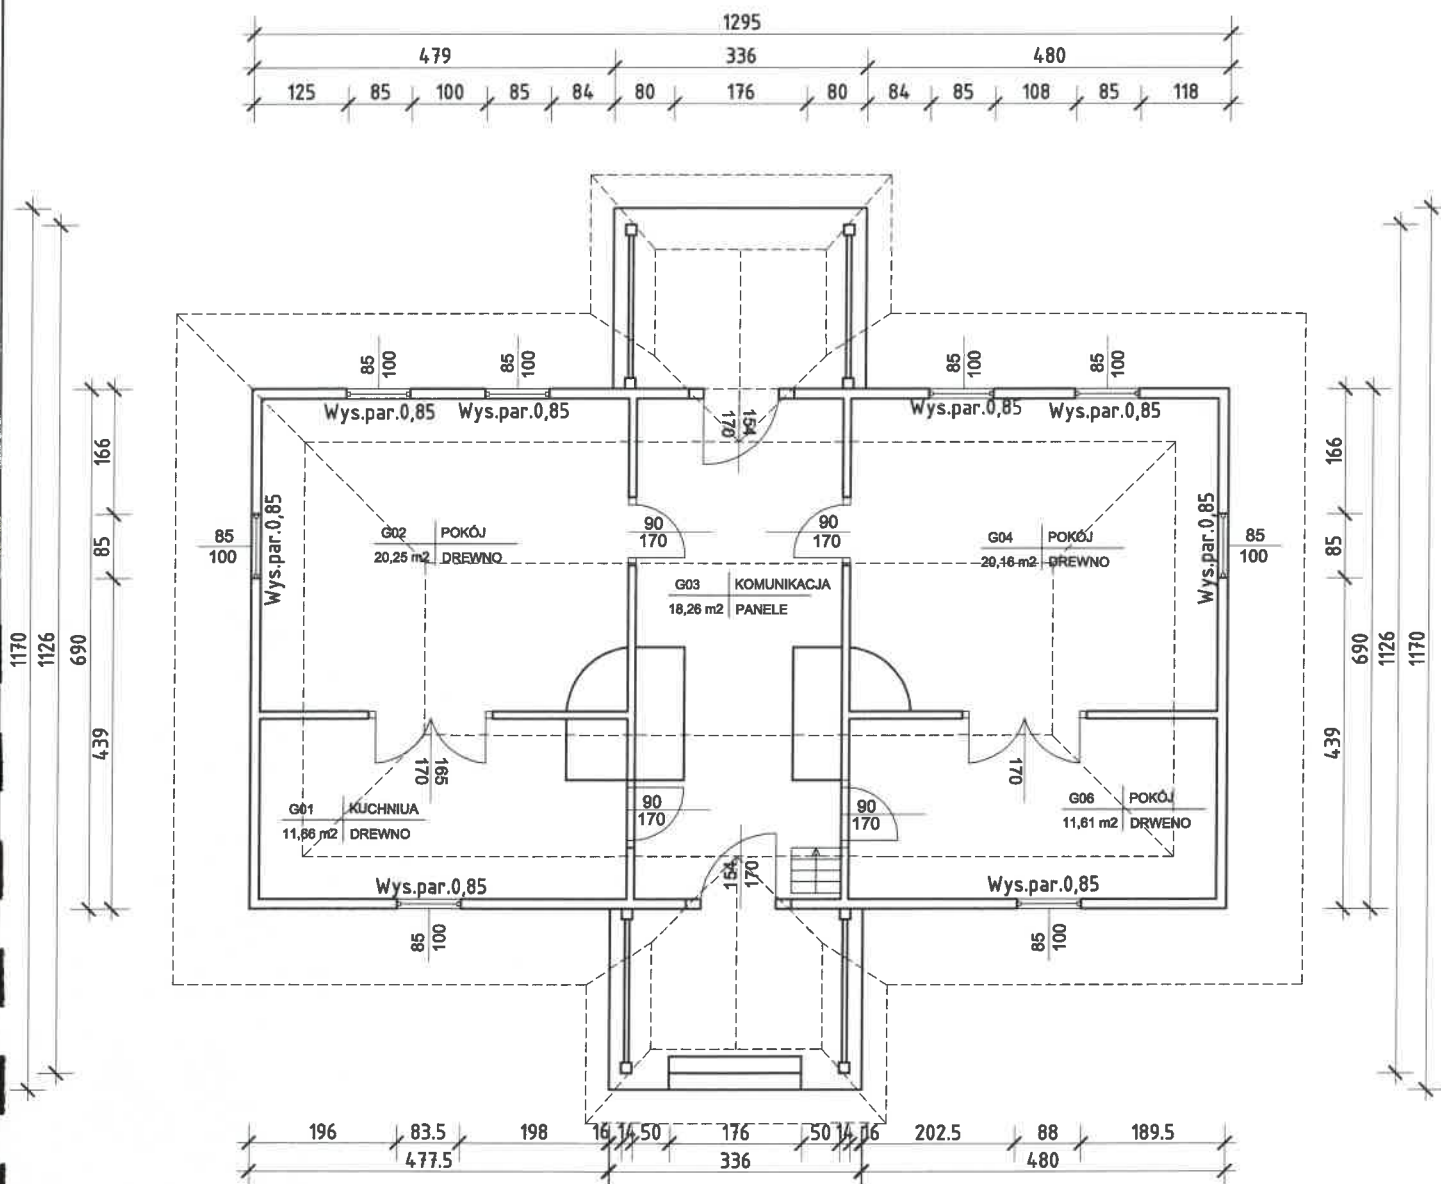 1295
479 336 480
125 85 100 85 84 80 176 80 84 85 108 85 118
85 100 85 100 85 100 85 100
Wys.par.0,85 Wys.par.0,85 Wys.par.0,85 Wys.par.0,85
154 170
1170 1126 690 166 85 439
166 85 439 690 1126 1170
85 100 Wys.par.0,85
G02 POKÓJ
20,25 m2 DREWNO
90 170
90 170
G04 POKÓJ
20,16 m2 DREWNO
Wys.par.0,85 85 100
G03 KOMUNIKACJA
18,26 m2 PANELE
165 170
170
G01 KUCHNIUA
11,66 m2 DREWNO
90 170
90 170
G06 POKÓJ
11,61 m2 DRWENO
154 170
Wys.par.0,85 Wys.par.0,85
85 100 85 100
196 83.5 198 16 14 50 176 50 14 16 202.5 88 189.5
477.5 336 480